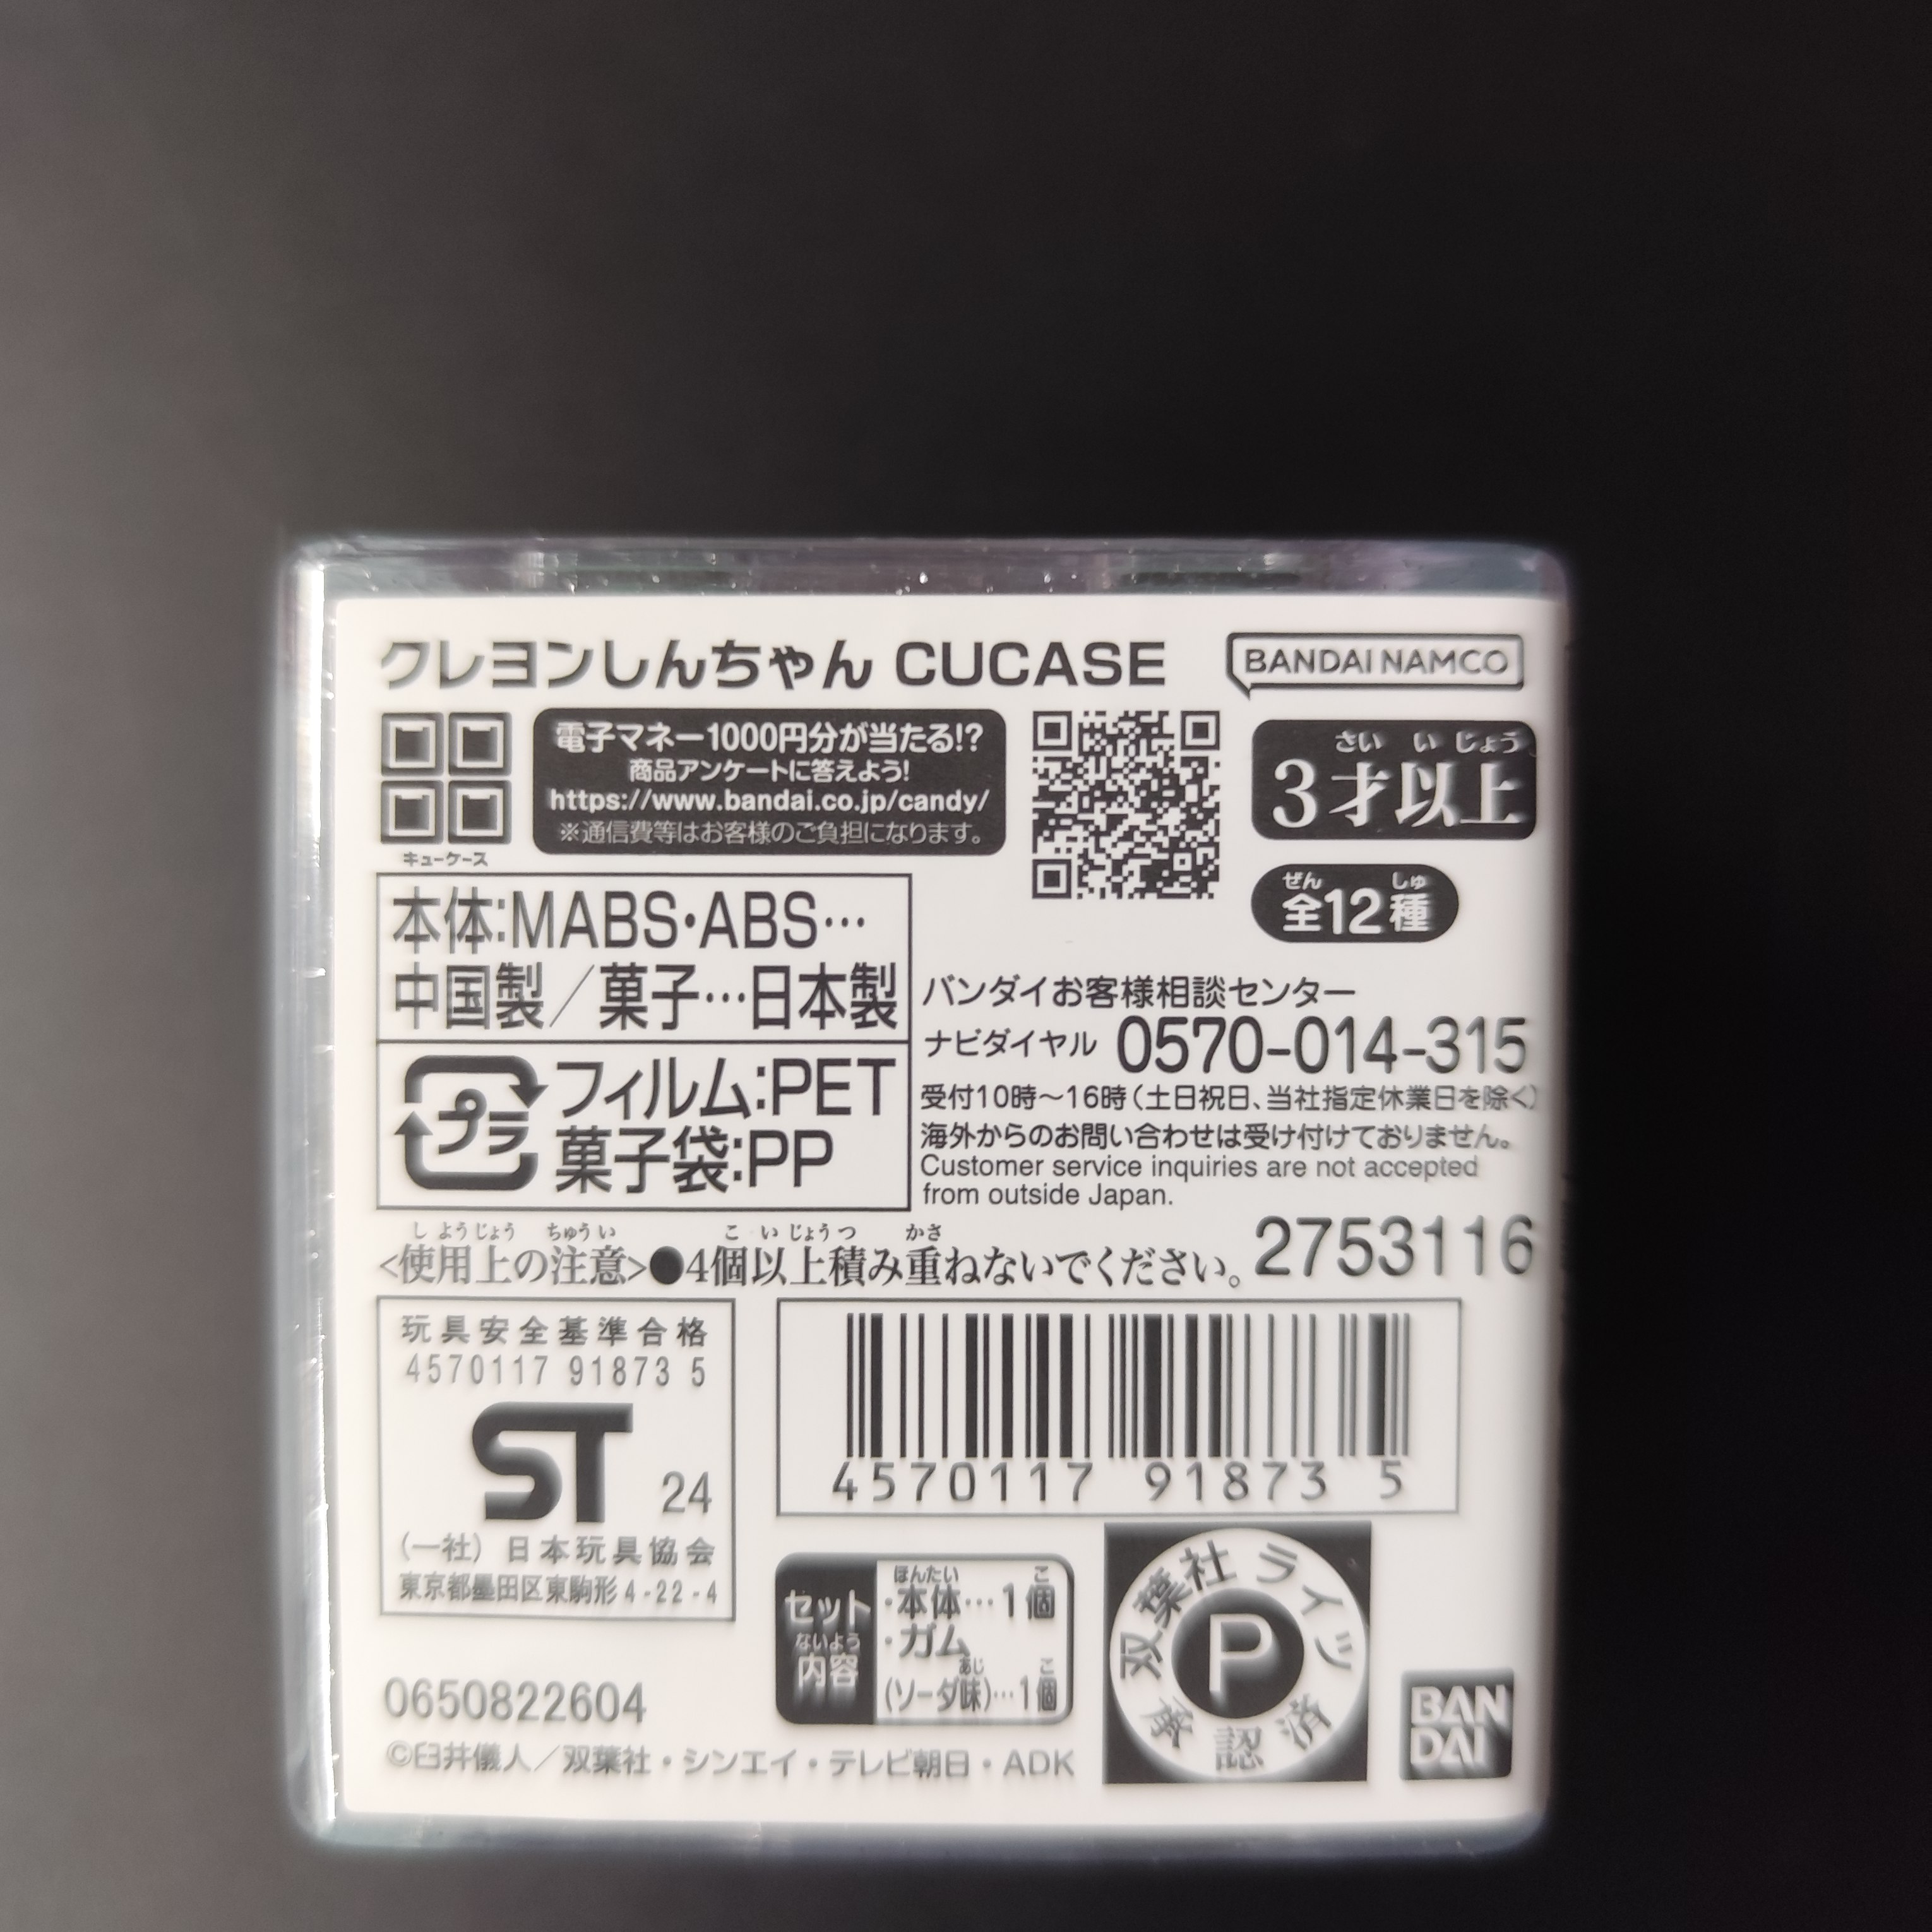 クレヨンしんちゃん CUCASE
BANDAI NAMCO
キューケース
電子マネー1000円分が当たる!?
商品アンケートに答えよう!
https://www.bandai.co.jp/candy/
※通信費等はお客様のご負担になります。
さい い じょう
3才以上
ぜん しゅ
全12種
本体:MABS・ABS…
中国製／菓子…日本製
プラ
フィルム:PET
菓子袋:PP
バンダイお客様相談センター
ナビダイヤル 0570-014-315
受付10時～16時(土日祝日、当社指定休業日を除く)
海外からのお問い合わせは受け付けておりません。
Customer service inquiries are not accepted
from outside Japan.
しようじょう ちゅうい こ いじょうつ かさ
<使用上の注意>●4個以上積み重ねないでください。
2753116
玩具安全基準合格
4570117 91873 5
ST 24
(一社) 日本玩具協会
東京都墨田区東駒形4-22-4
4570117 91873 5
セット
ないよう
内容
ほんたい こ
・本体…1個
・ガム
あじ こ
(ソーダ味)…1個
双葉社ライツ
P
承認済
BAN
DAI
0650822604
©臼井儀人／双葉社・シンエイ・テレビ朝日・ADK